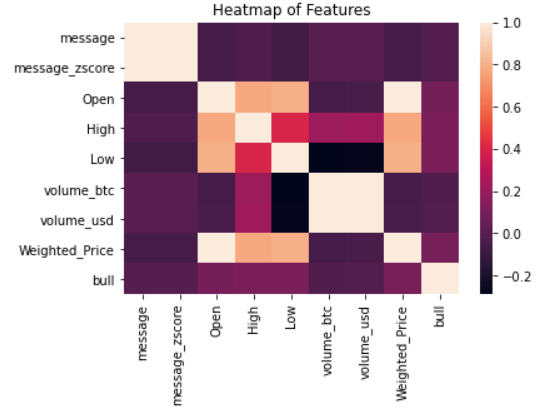 Heatmap of Features
message
message_zscore
Open
High
Low
volume_btc
volume_usd
Weighted_Price
bull
1.0
0.8
0.6
0.4
0.2
0.0
−0.2
message
message_zscore
Open
High
Low
volume_btc
volume_usd
Weighted_Price
bull